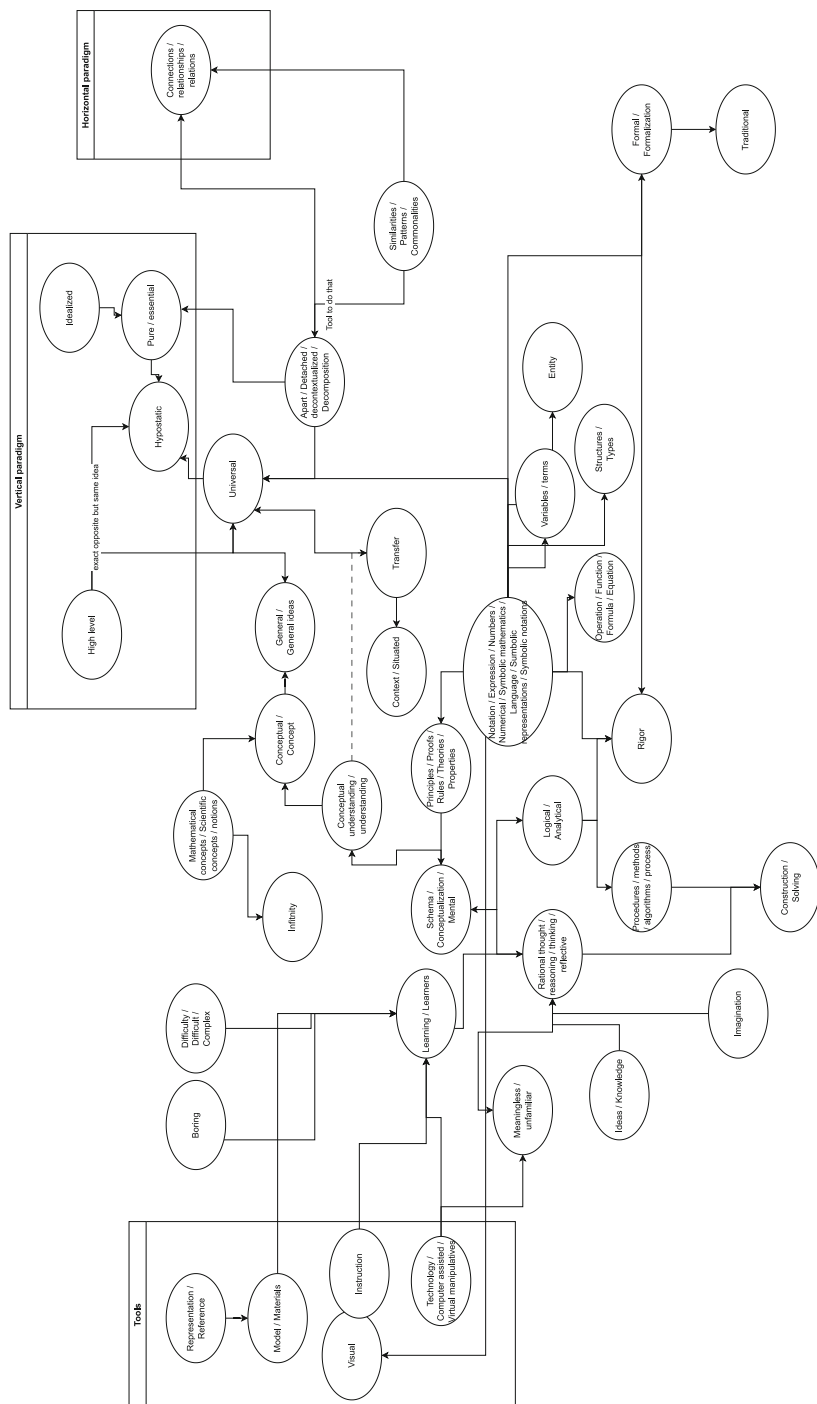 Tools
Representation /
Reference
Model / Materials
Visual
Instruction
Technology /
Computer assisted /
Virtual manipulatives
Boring
Difficulty /
Difficult /
Complex
Learning / Learners
Meaningless /
unfamiliar
Ideas / Knowledge
Imagination
Mathematical
concepts / Scientific
concepts / notions
Infitnity
Conceptual /
Concept
General /
General ideas
Conceptual
understanding /
understanding
Schema /
Conceptualization /
Mental
Principles / Proofs /
Rules / Theories /
Properties
Rational thought /
reasoning / thinking /
reflective
Logical /
Analytical
Procedures / methods
/ algorithms / process
Construction /
Solving
Rigor
Vertical paradigm
High level
exact opposite but same idea
Idealized
Pure / essential
Hypostatic
Universal
Transfer
Context / Situated
Notation / Expression / Numbers /
Numerical / Symbolic mathematics /
Language / Sumbolic
representations / Symbolic notations
Variables / terms
Entity
Structures /
Types
Operation / Function /
Formula / Equation
Apart / Detached /
decontextualized /
Decomposition
Tool to do that
Similarities /
Patterns /
Commonalities
Horizontal paradigm
Connections /
relationships /
relations
Formal /
Formalization
Traditional